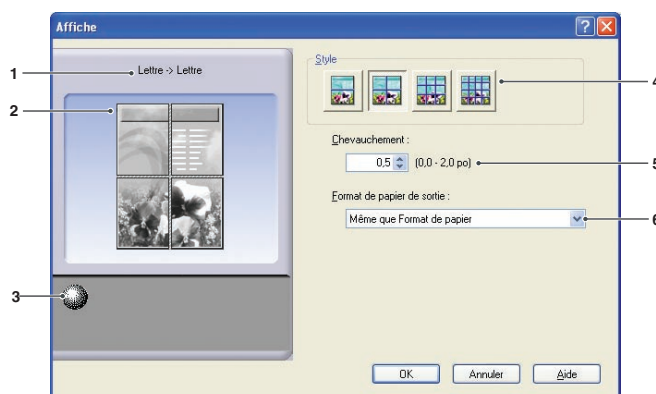 Affiche
1
Lettre -> Lettre
2
3
Style
4
Chevauchement :
0,5 (0,0 - 2,0 po)
5
Format de papier de sortie :
Même que Format de papier
6
OK Annuler Aide